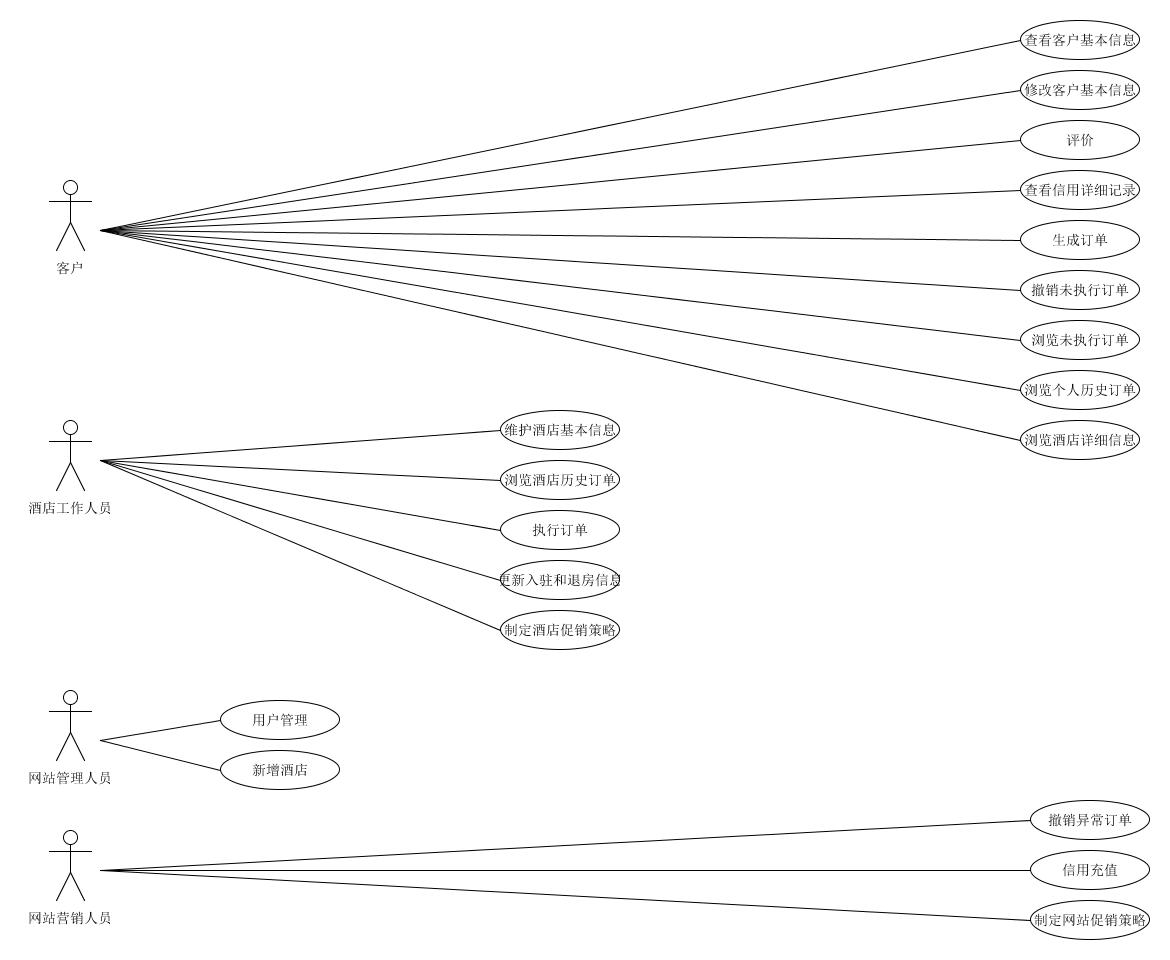 查看客户基本信息
修改客户基本信息
评价
查看信用详细记录
生成订单
撤销未执行订单
浏览未执行订单
浏览个人历史订单
浏览酒店详细信息
客户
维护酒店基本信息
浏览酒店历史订单
执行订单
更新入驻和退房信息
制定酒店促销策略
酒店工作人员
用户管理
新增酒店
网站管理人员
撤销异常订单
信用充值
制定网站促销策略
网站营销人员